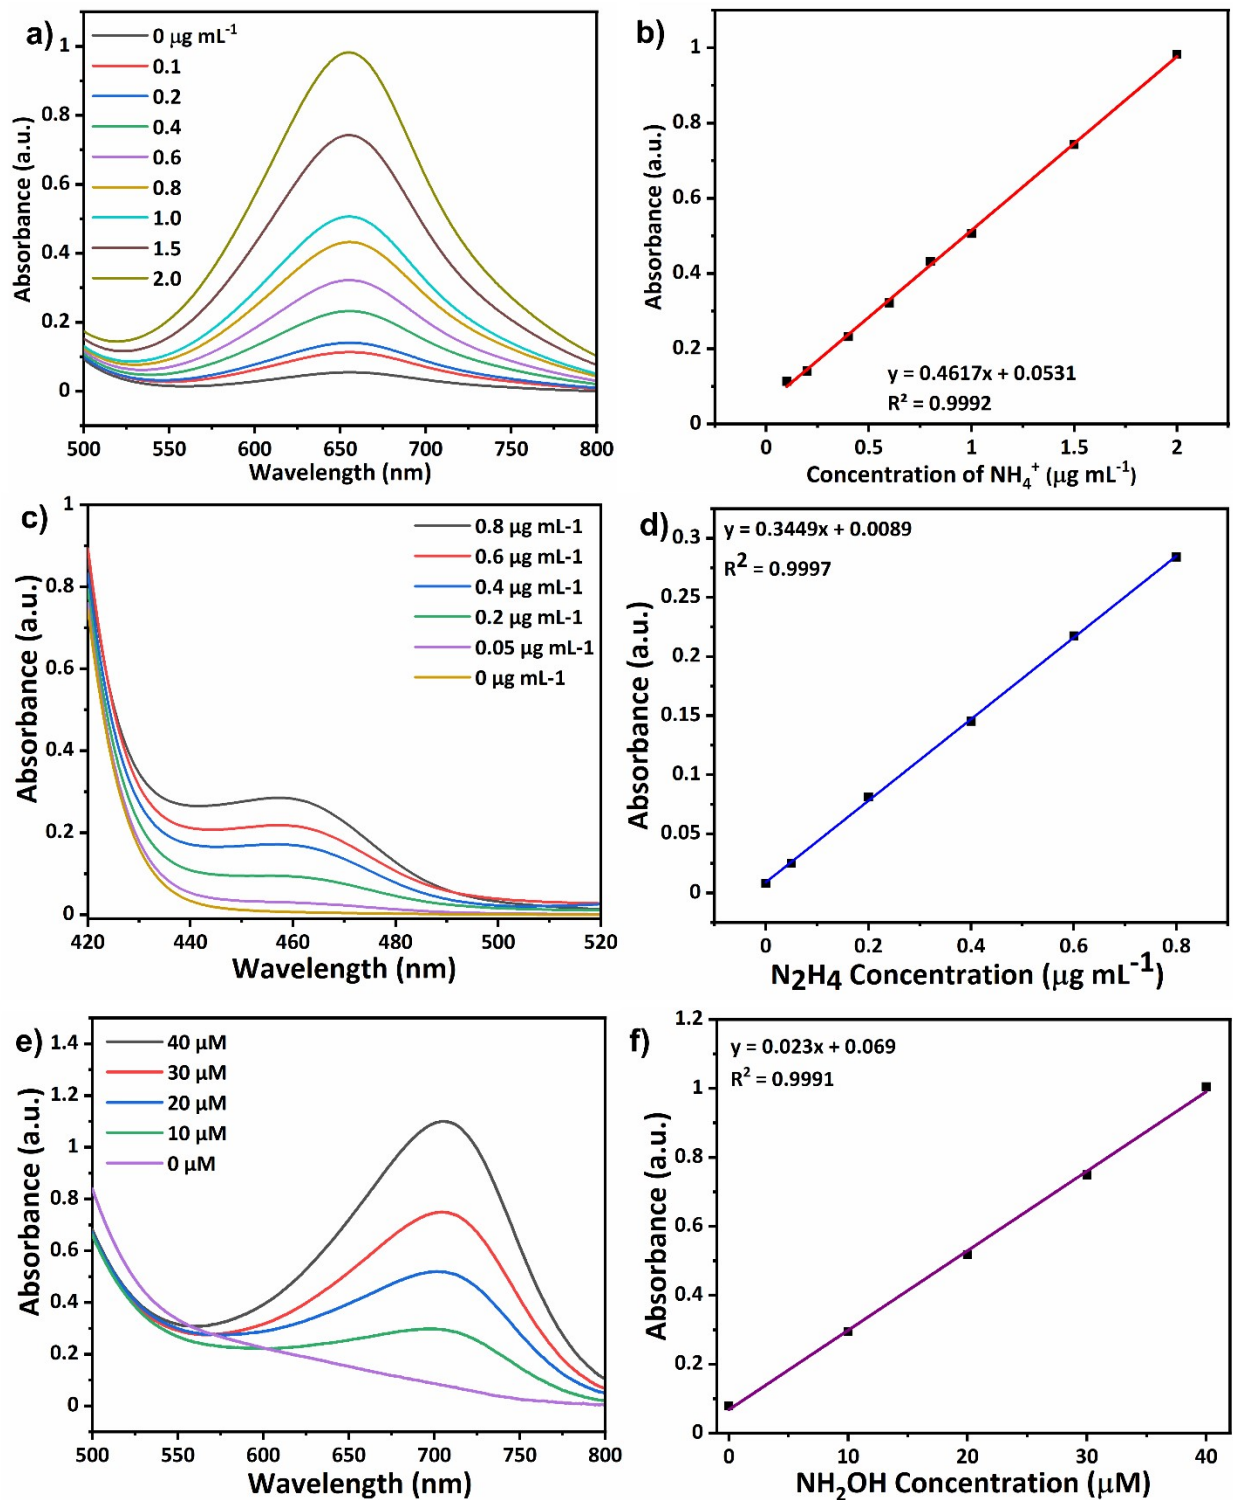 a)
0 μg mL⁻¹
0.1
0.2
0.4
0.6
0.8
1.0
1.5
2.0
1
0.8
0.6
0.4
0.2
0
Absorbance (a.u.)
500 550 600 650 700 750 800
Wavelength (nm)
b)
1
0.8
0.6
0.4
0.2
0
Absorbance (a.u.)
y = 0.4617x + 0.0531
R² = 0.9992
0 0.5 1 1.5 2
Concentration of NH₄⁺ (μg mL⁻¹)
c)
0.8 μg mL-1
0.6 μg mL-1
0.4 μg mL-1
0.2 μg mL-1
0.05 μg mL-1
0 μg mL-1
1
0.8
0.6
0.4
0.2
0
Absorbance (a.u.)
420 440 460 480 500 520
Wavelength (nm)
d)
y = 0.3449x + 0.0089
R² = 0.9997
0.3
0.25
0.2
0.15
0.1
0.05
0
Absorbance (a.u.)
0 0.2 0.4 0.6 0.8
N₂H₄ Concentration (μg mL⁻¹)
e)
40 μM
30 μM
20 μM
10 μM
0 μM
1.4
1.2
1
0.8
0.6
0.4
0.2
0
Absorbance (a.u.)
500 550 600 650 700 750 800
Wavelength (nm)
f)
y = 0.023x + 0.069
R² = 0.9991
1.2
1
0.8
0.6
0.4
0.2
0
Absorbance (a.u.)
0 10 20 30 40
NH₂OH Concentration (μM)